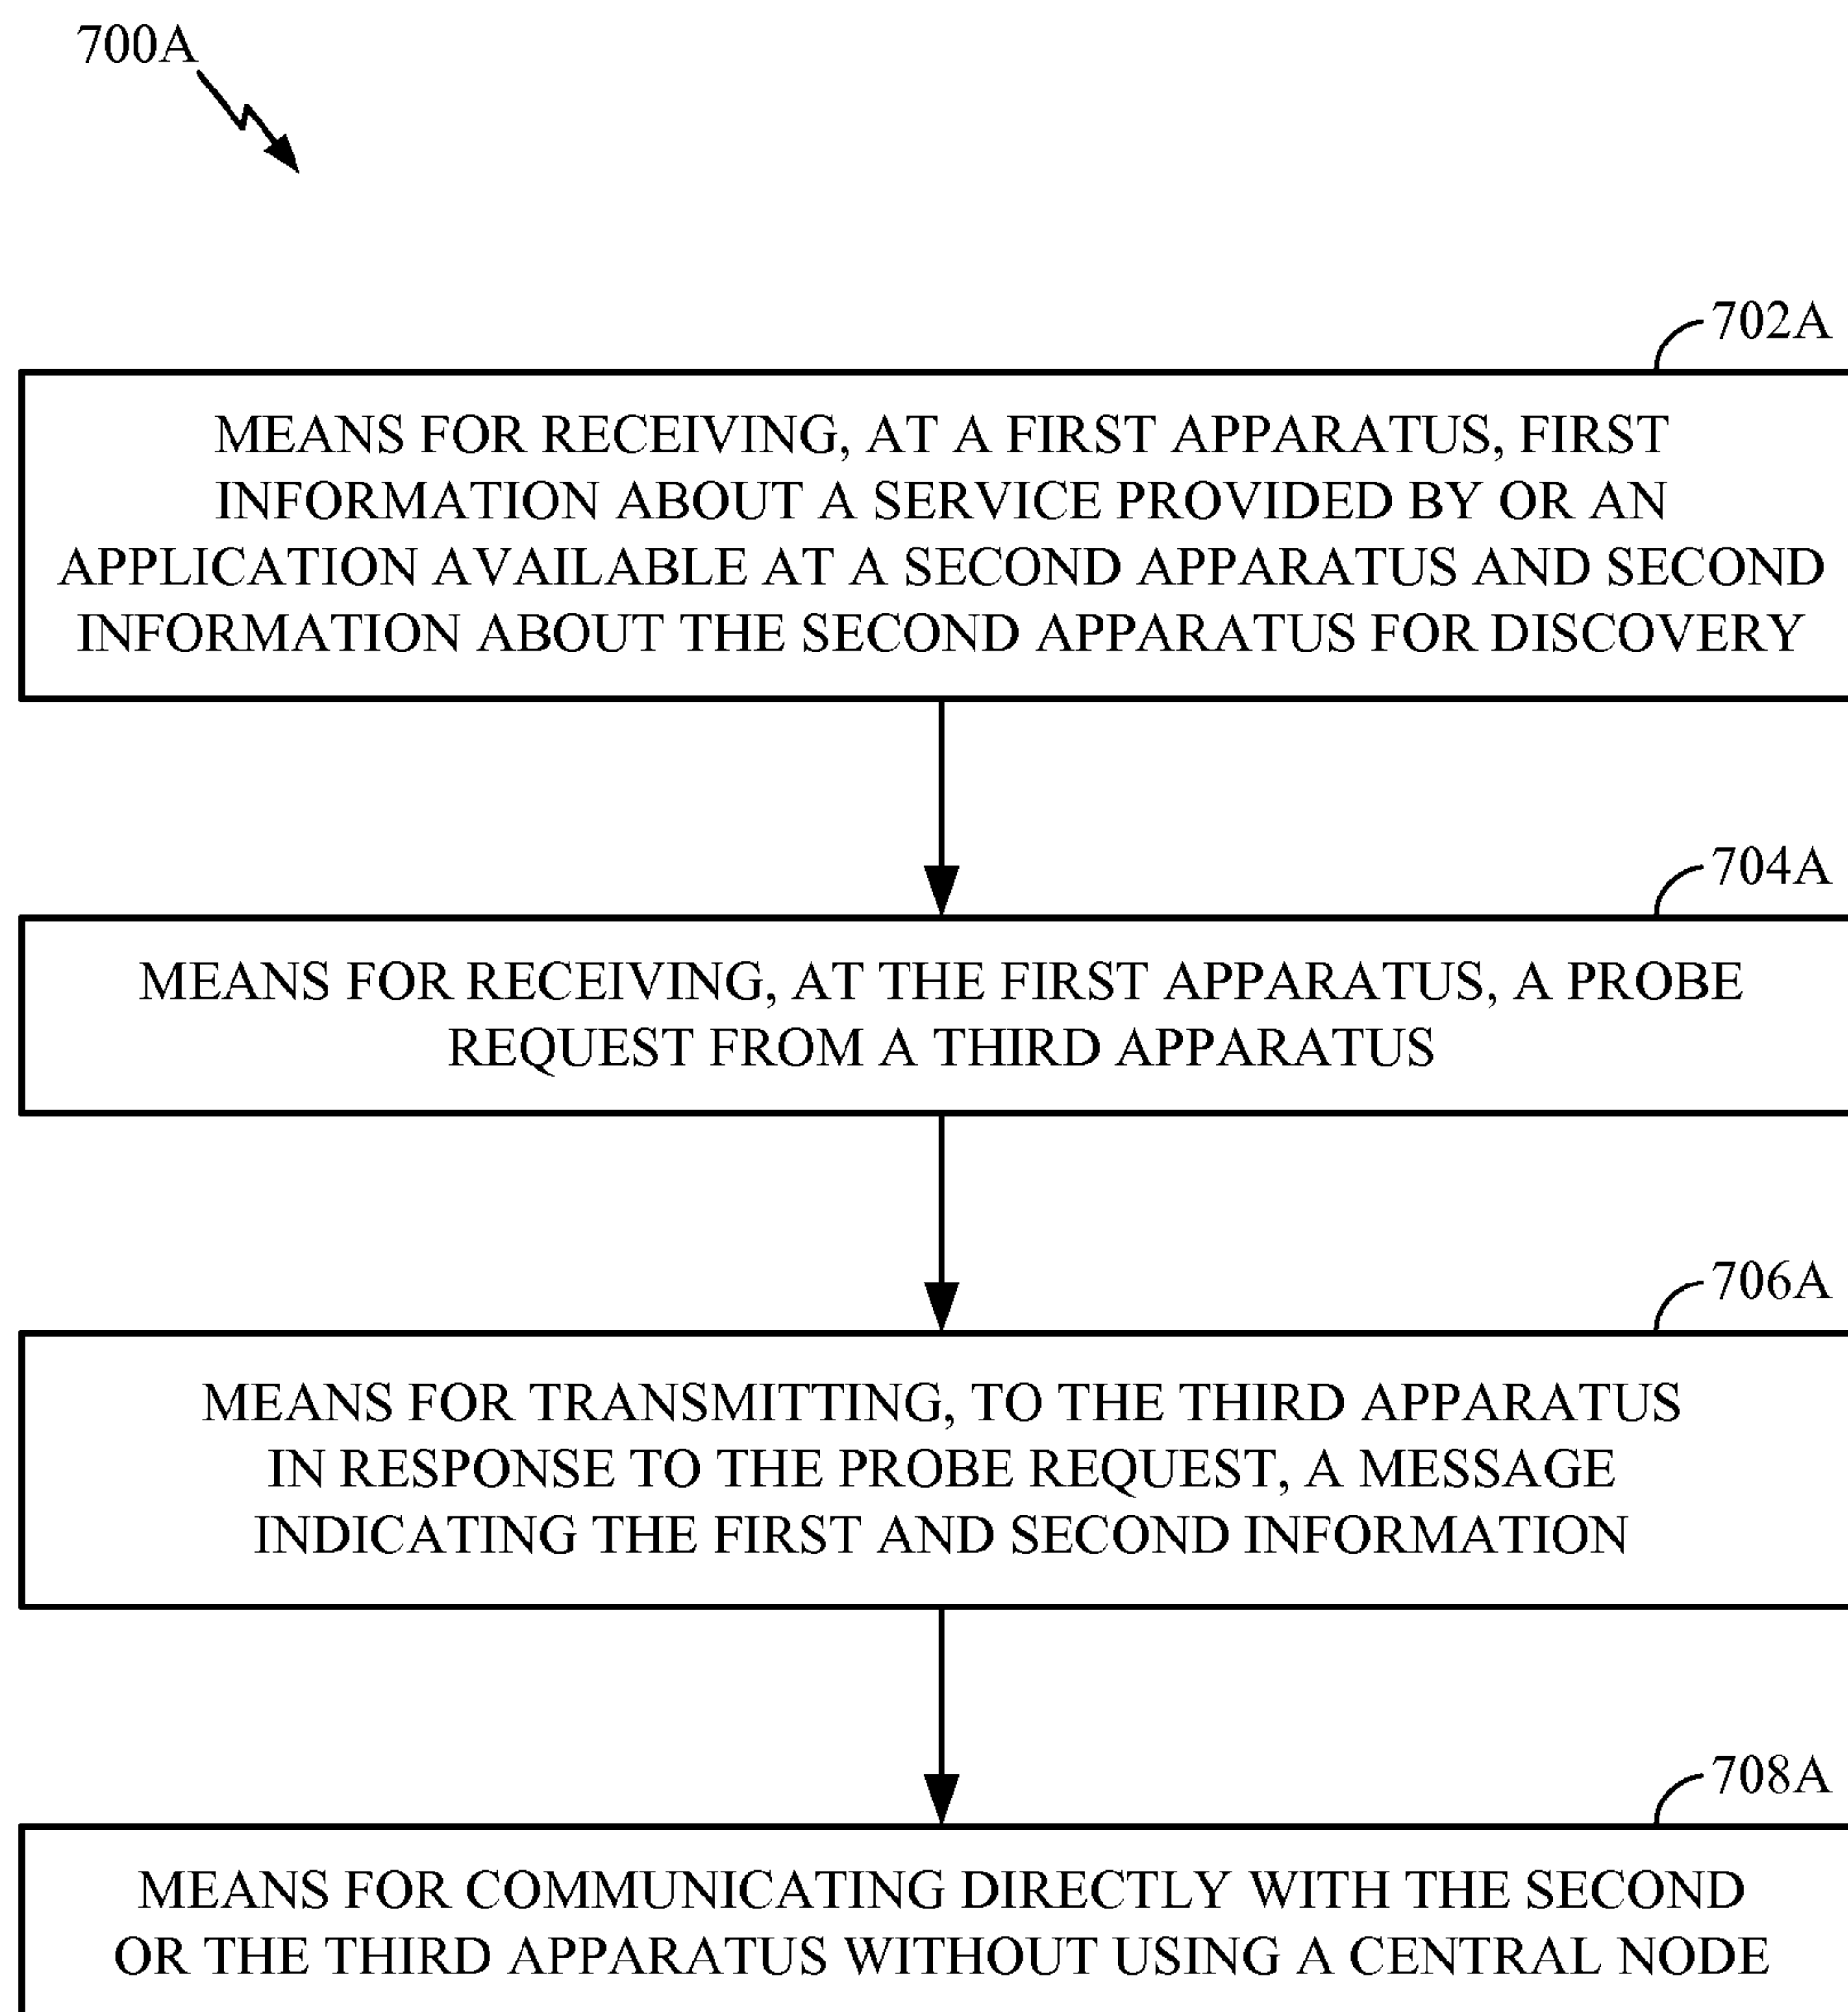 700A
702A
MEANS FOR RECEIVING, AT A FIRST APPARATUS, FIRST
INFORMATION ABOUT A SERVICE PROVIDED BY OR AN
APPLICATION AVAILABLE AT A SECOND APPARATUS AND SECOND
INFORMATION ABOUT THE SECOND APPARATUS FOR DISCOVERY
704A
MEANS FOR RECEIVING, AT THE FIRST APPARATUS, A PROBE
REQUEST FROM A THIRD APPARATUS
706A
MEANS FOR TRANSMITTING, TO THE THIRD APPARATUS
IN RESPONSE TO THE PROBE REQUEST, A MESSAGE
INDICATING THE FIRST AND SECOND INFORMATION
708A
MEANS FOR COMMUNICATING DIRECTLY WITH THE SECOND
OR THE THIRD APPARATUS WITHOUT USING A CENTRAL NODE